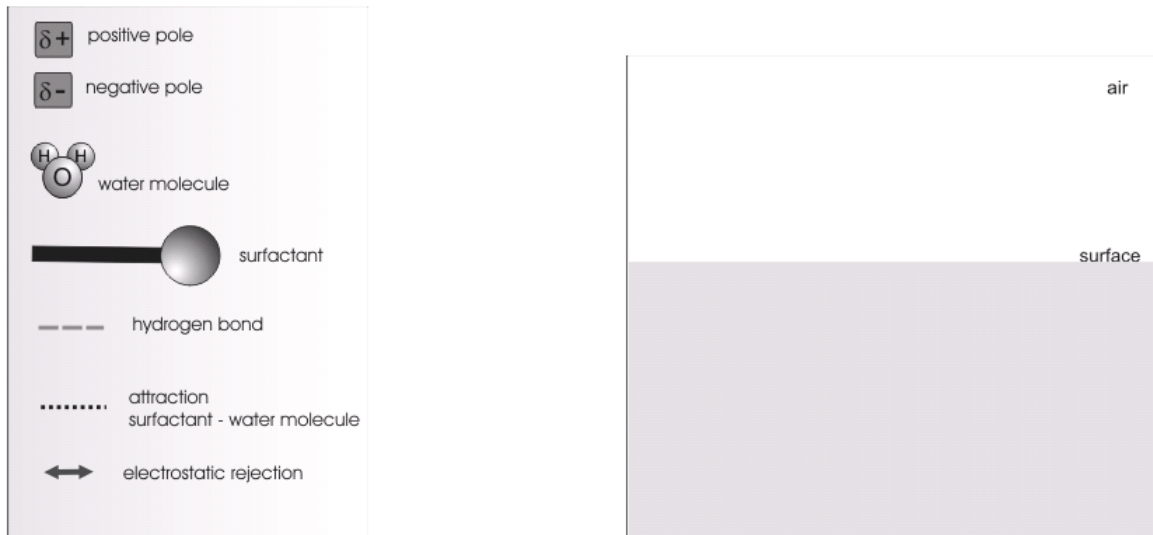 δ+ positive pole
δ- negative pole
H H
O
water molecule
surfactant
hydrogen bond
attraction
surfactant - water molecule
electrostatic rejection
air
surface